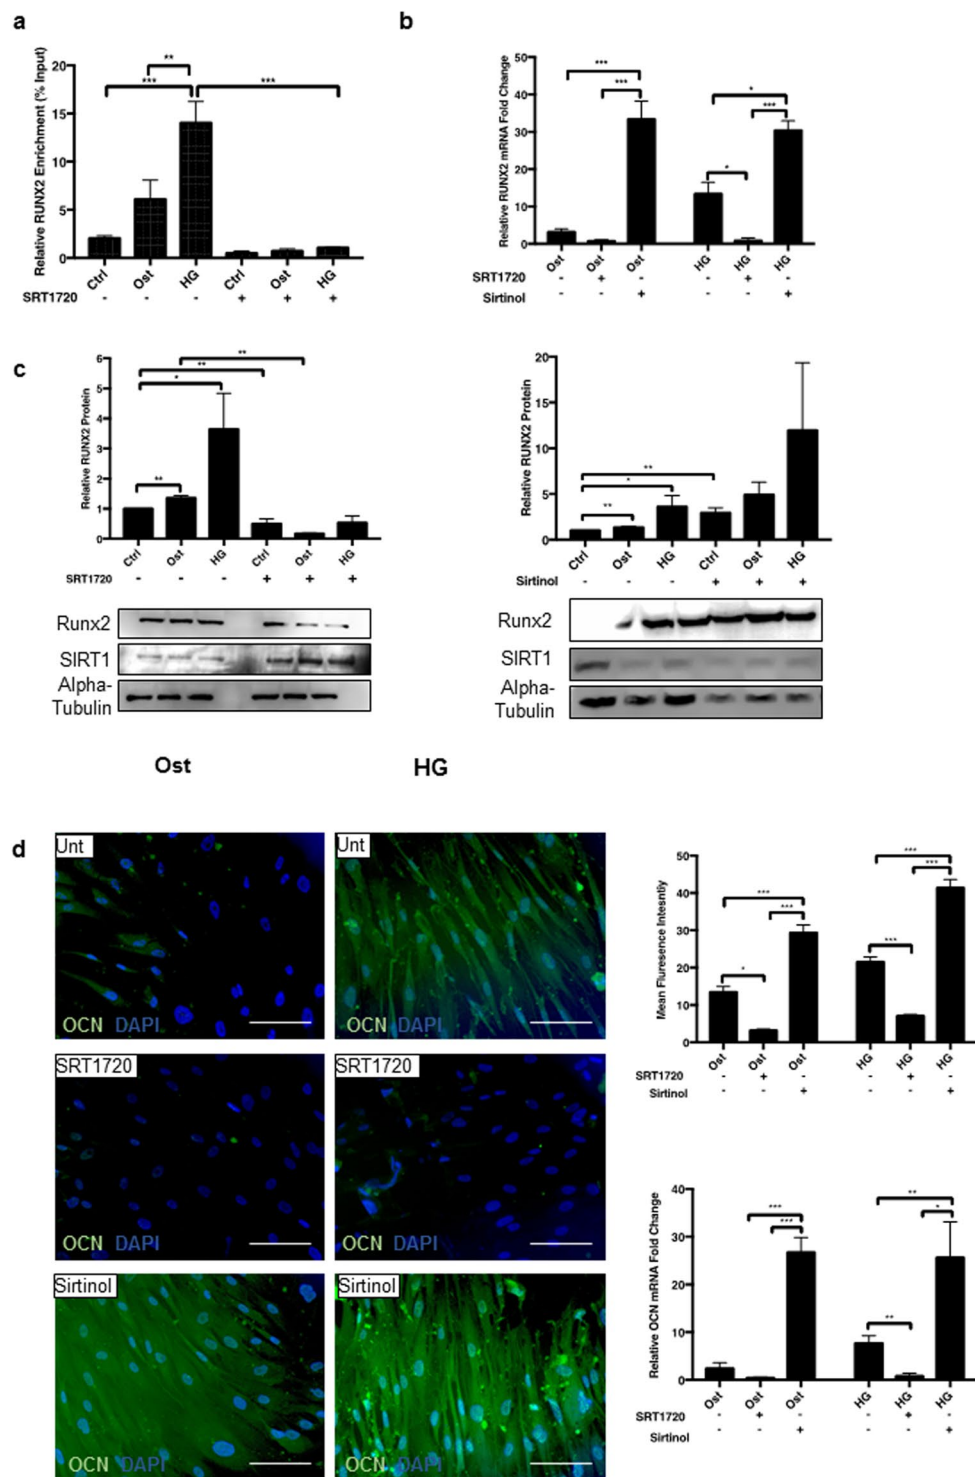 a
Relative RUNX2 Enrichment (% Input)
20
15
10
5
0
**
***
***
Ctrl Ost HG Ctrl Ost HG
SRT1720 - - - + + +
b
Relative RUNX2 mRNA Fold Change
50
40
30
20
10
0
***
***
*
***
*
Ost Ost Ost HG HG HG
SRT1720 - + - - + -
Sirtinol - - + - - +
c
Relative RUNX2 Protein
6
5
4
3
2
1
0
**
**
*
**
Ctrl Ost HG Ctrl Ost HG
SRT1720 - - - + + +
Runx2
SIRT1
Alpha-
Tubulin
Relative RUNX2 Protein
20
15
10
5
0
**
*
**
Ctrl Ost HG Ctrl Ost HG
Sirtinol - - - + + +
Runx2
SIRT1
Alpha-
Tubulin
Ost HG
d
Unt
OCN DAPI
Unt
OCN DAPI
SRT1720
OCN DAPI
SRT1720
OCN DAPI
Sirtinol
OCN DAPI
Sirtinol
OCN DAPI
Mean Fluresence Intesntiy
50
40
30
20
10
0
***
***
*
***
***
***
Ost Ost Ost HG HG HG
SRT1720 - + - - + -
Sirtinol - - + - - +
Relative OCN mRNA Fold Change
40
30
20
10
0
***
***
**
*
**
Ost Ost Ost HG HG HG
SRT1720 - + - - + -
Sirtinol - - + - - +